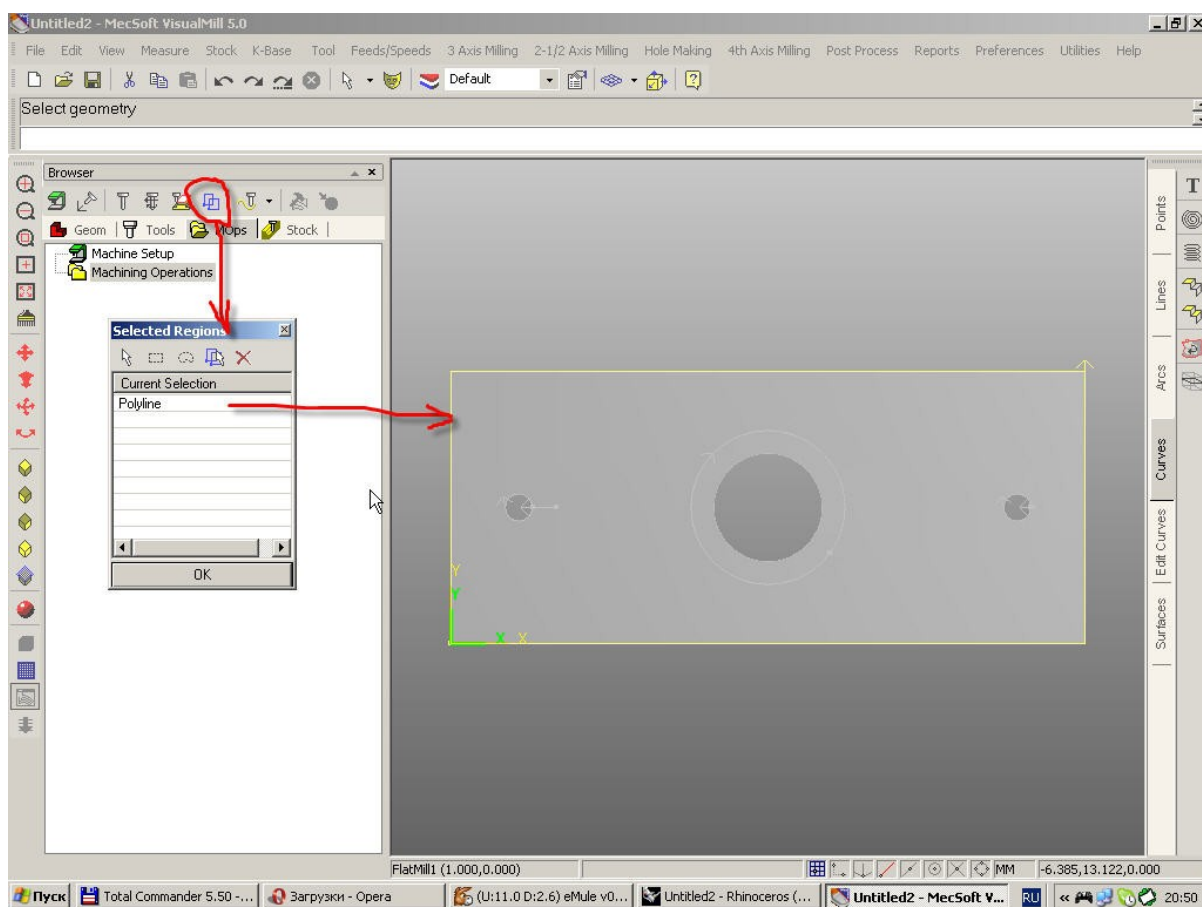 Untitled2 - MecSoft VisualMill 5.0
File Edit View Measure Stock K-Base Tool Feeds/Speeds 3 Axis Milling 2-1/2 Axis Milling Hole Making 4th Axis Milling Post Process Reports Preferences Utilities Help
Default
Select geometry
Browser
Geom Tools MOps Stock
Machine Setup
Machining Operations
Selected Regions
Current Selection
Polyline
OK
Y
Y
X X
Points
Lines
Arcs
Curves
Edit Curves
Surfaces
T
FlatMill1 (1.000,0.000) MM -6.385,13.122,0.000
Пуск Total Commander 5.50 -... Загрузки - Opera (U:11.0 D:2.6) eMule v0... Untitled2 - Rhinoceros (... Untitled2 - MecSoft V... RU « 20:50